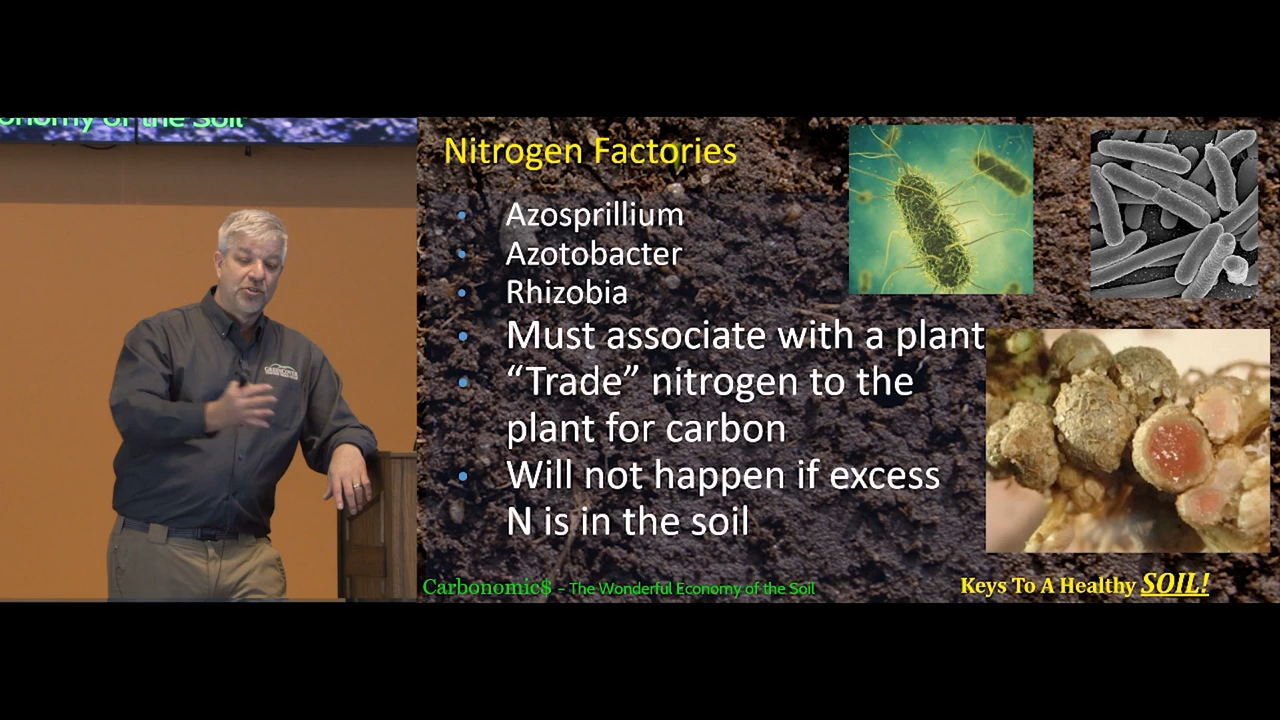 onomy of the Soil
GREENCOVER
Nitrogen Factories
• Azosprillium
• Azotobacter
• Rhizobia
• Must associate with a plant
• “Trade” nitrogen to the
plant for carbon
• Will not happen if excess
N is in the soil
Carbonomic$ - The Wonderful Economy of the Soil
Keys To A Healthy SOIL!